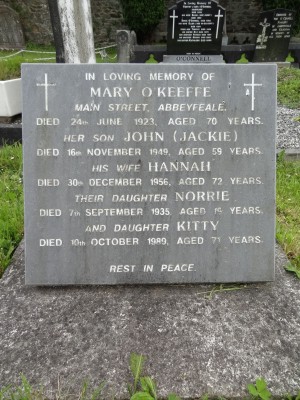 O'CONNELL
IN LOVING MEMORY OF
MARY O'KEEFFE
MAIN STREET, ABBEYFEALE,
DIED 24TH JUNE 1923, AGED 70 YEARS.
HER SON JOHN (JACKIE)
DIED 16TH NOVEMBER 1949, AGED 59 YEARS.
HIS WIFE HANNAH
DIED 30TH DECEMBER 1956, AGED 72 YEARS.
THEIR DAUGHTER NORRIE
DIED 7TH SEPTEMBER 1935, AGED YEARS.
AND DAUGHTER KITTY
DIED 10TH OCTOBER 1989, AGED 71 YEARS.
REST IN PEACE.